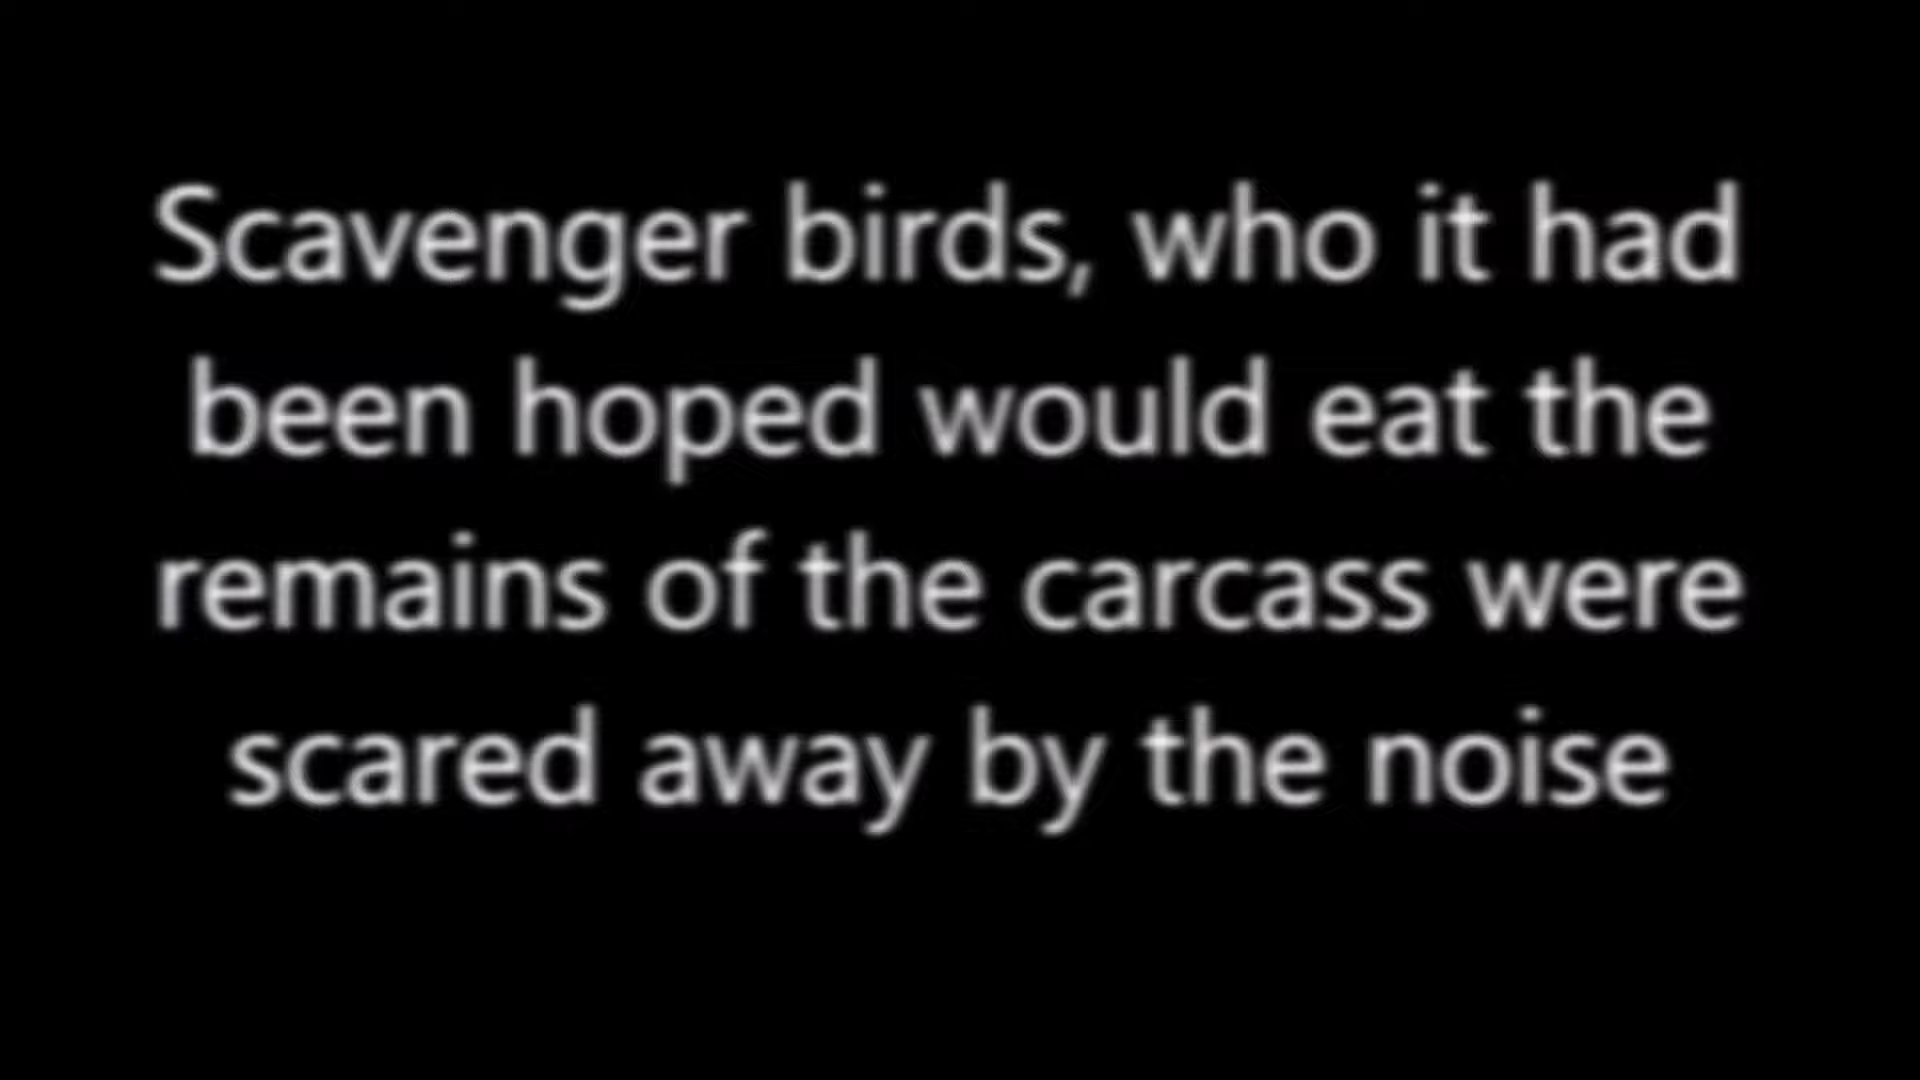 Scavenger birds, who it had
been hoped would eat the
remains of the carcass were
scared away by the noise